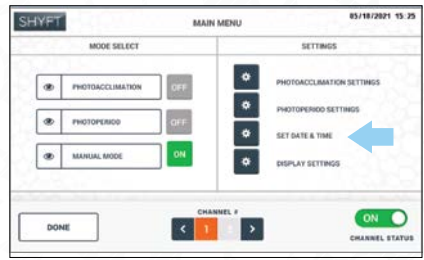 SHYFT
MAIN MENU
05/18/2021 15:25
MODE SELECT
SETTINGS
PHOTOACCLIMATION OFF
PHOTOPERIOD OFF
MANUAL MODE ON
PHOTOACCLIMATION SETTINGS
PHOTOPERIOD SETTINGS
SET DATE & TIME
DISPLAY SETTINGS
DONE
CHANNEL #
< 1 2 >
ON
CHANNEL STATUS